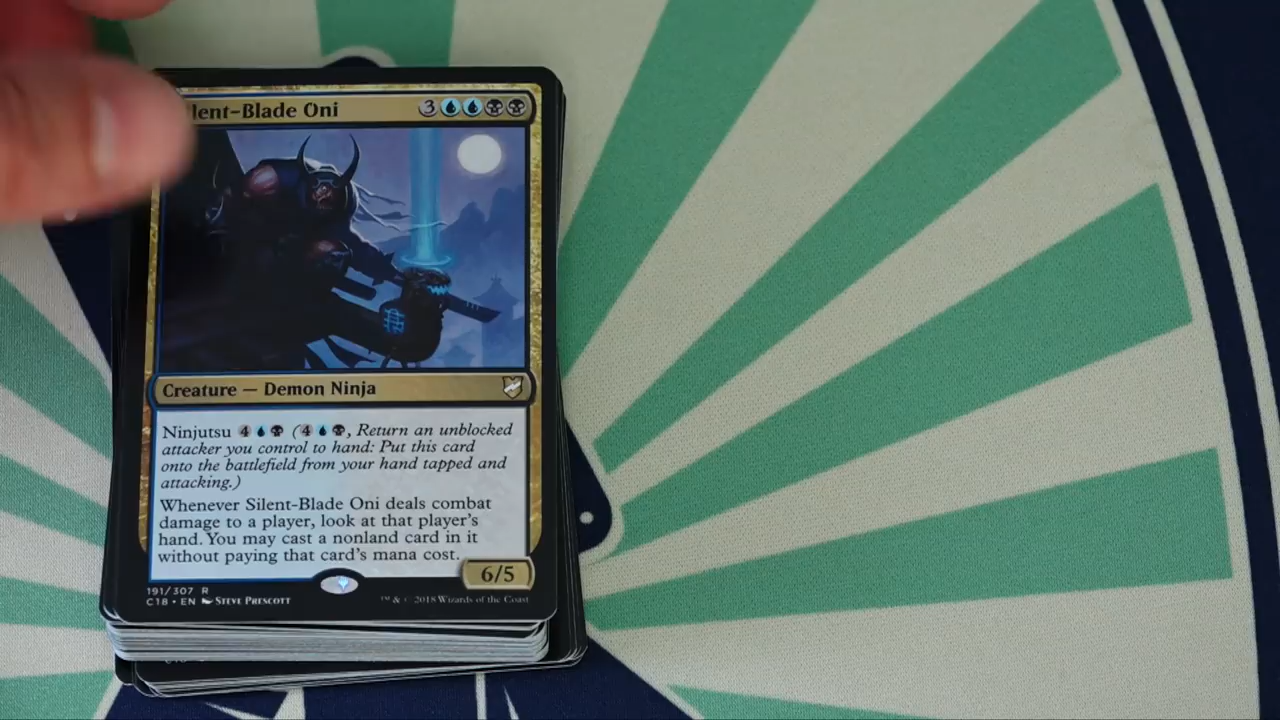 ilent-Blade Oni 3
Creature — Demon Ninja
Ninjutsu 4 (4, Return an unblocked
attacker you control to hand: Put this card
onto the battlefield from your hand tapped and
attacking.)
Whenever Silent-Blade Oni deals combat
damage to a player, look at that player's
hand. You may cast a nonland card in it
without paying that card's mana cost.
6/5
191/307 R
C18 • EN Steve Prescott
™ & © 2018 Wizards of the Coast